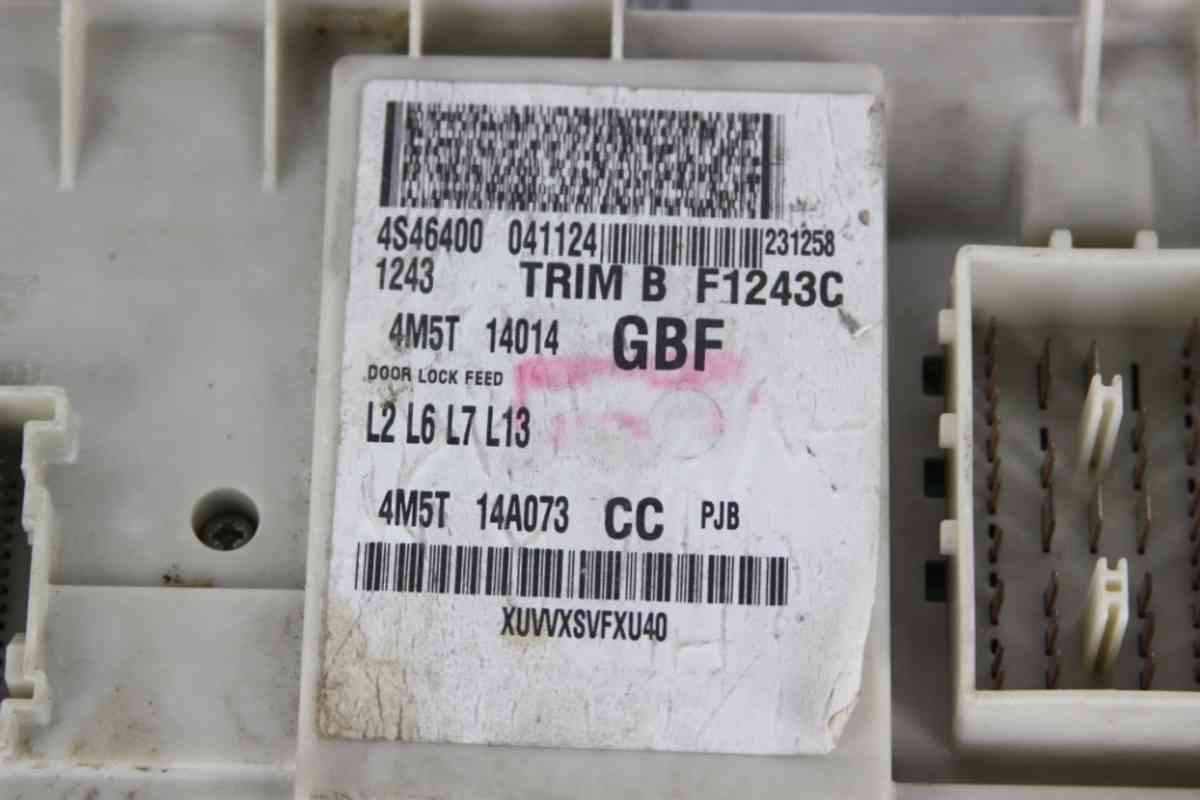 4S46400 041124 231258
1243 TRIM B F1243C
4M5T 14014 GBF
DOOR LOCK FEED
L2 L6 L7 L13
4M5T 14A073 CC PJB
XUVVXSVFXU40